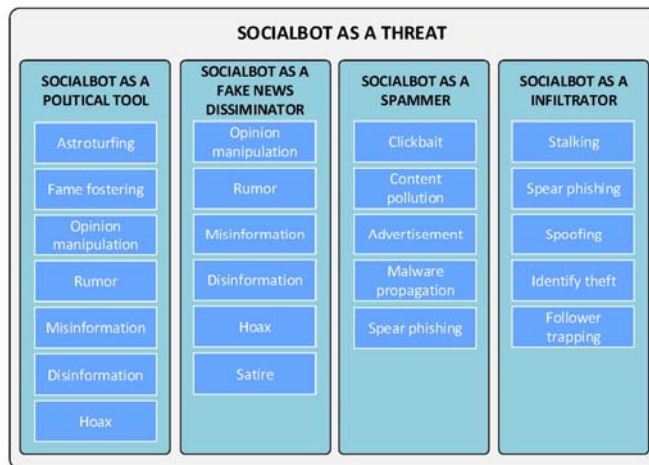 SOCIALBOT AS A THREAT
SOCIALBOT AS A
POLITICAL TOOL
Astroturfing
Fame fostering
Opinion
manipulation
Rumor
Misinformation
Disinformation
Hoax
SOCIALBOT AS A
FAKE NEWS
DISSIMINATOR
Opinion
manipulation
Rumor
Misinformation
Disinformation
Hoax
Satire
SOCIALBOT AS A
SPAMMER
Clickbait
Content
pollution
Advertisement
Malware
propagation
Spear phishing
SOCIALBOT AS A
INFILTRATOR
Stalking
Spear phishing
Spoofing
Identify theft
Follower
trapping